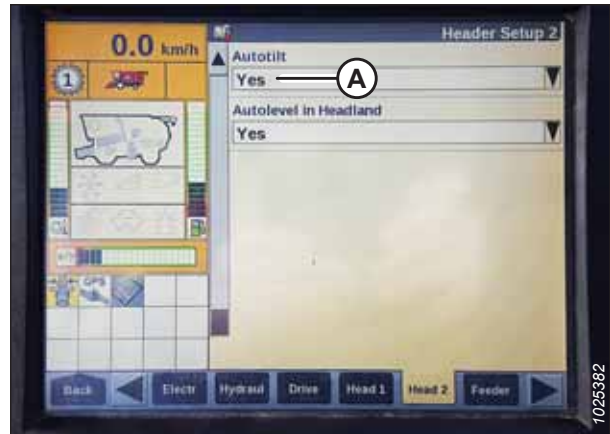 0.0 km/h
Header Setup 2
1
Autotilt
Yes
A
Autolevel in Headland
Yes
GPS
Back
Electr
Hydraul
Drive
Head 1
Head 2
Feeder
1025382